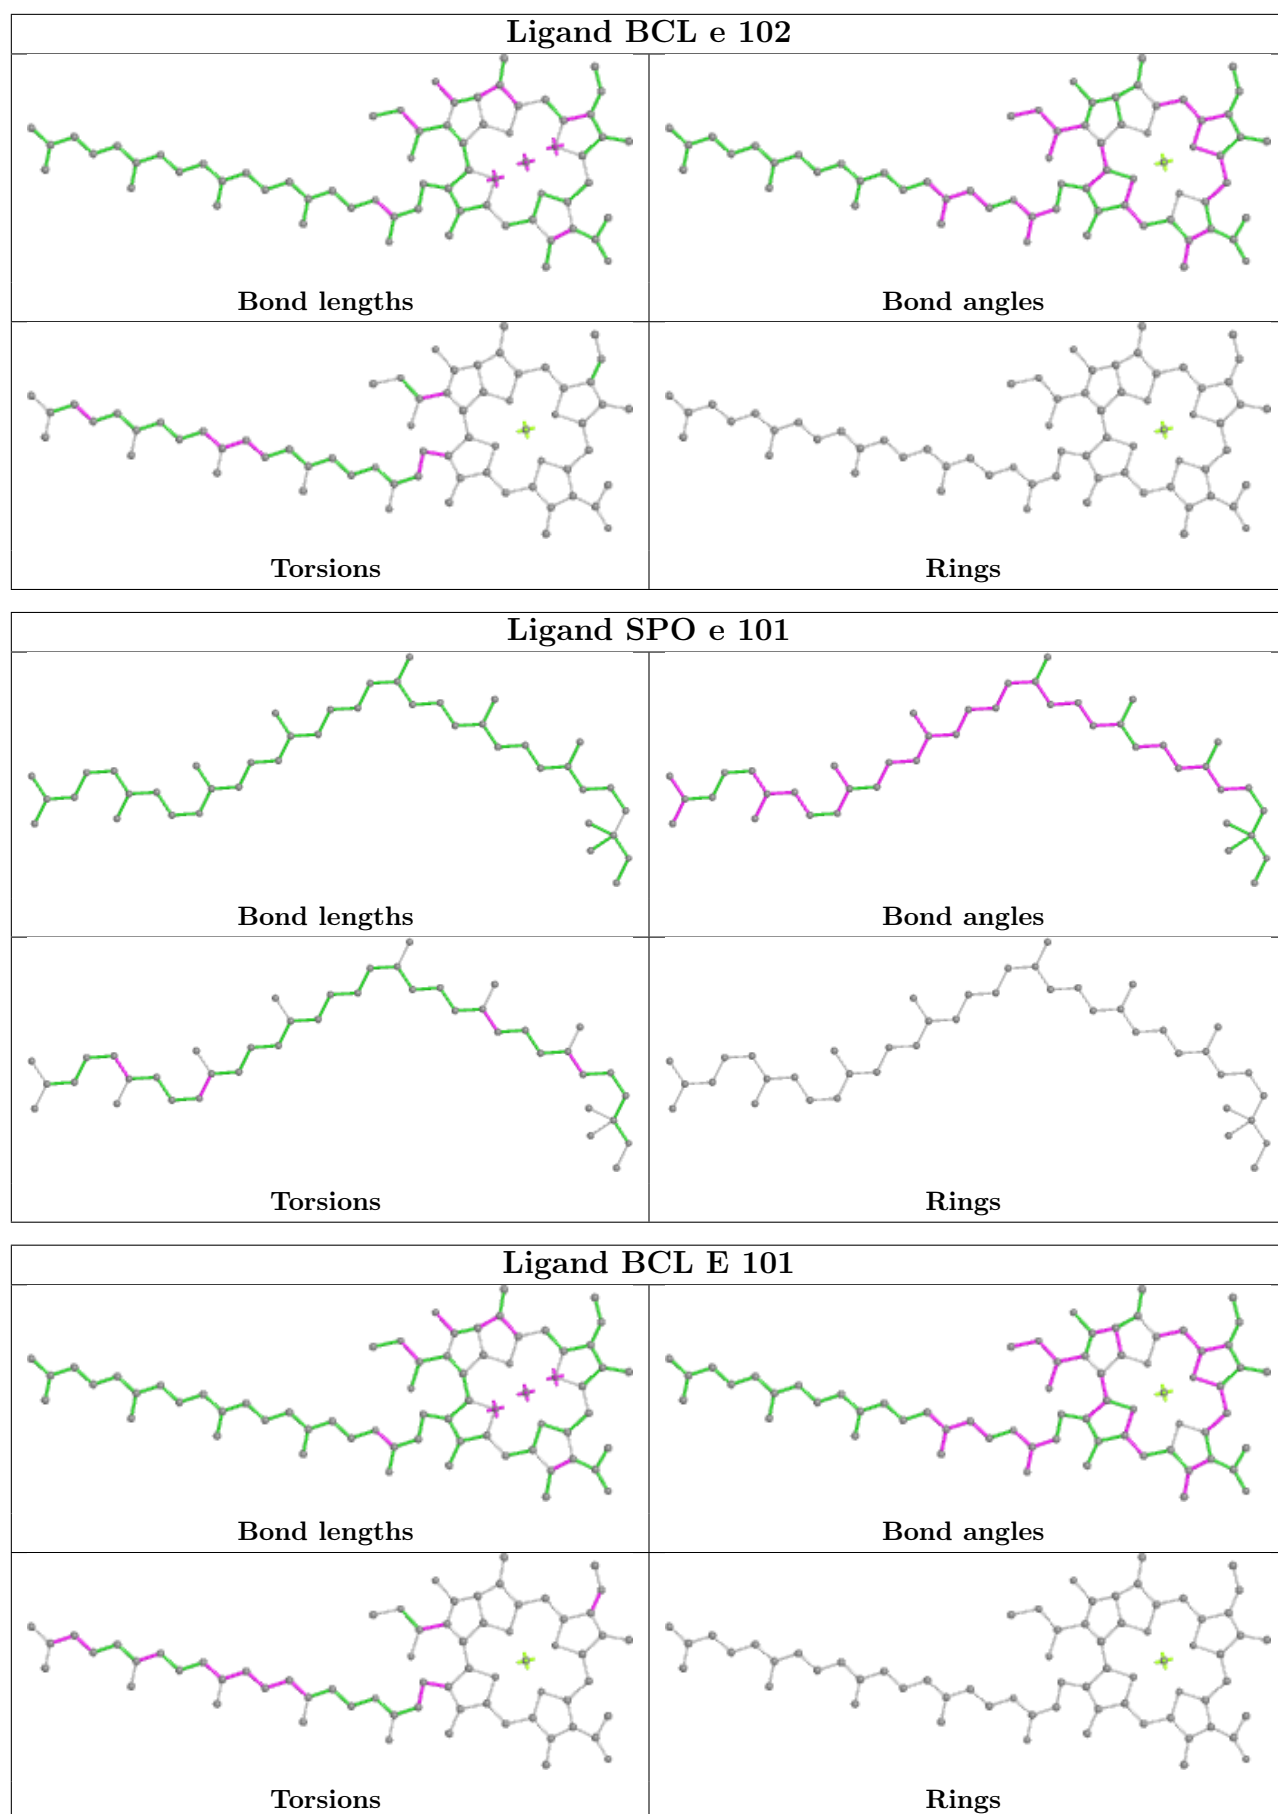 Ligand BCL e 102
Bond lengths
Bond angles
Torsions
Rings
Ligand SPO e 101
Bond lengths
Bond angles
Torsions
Rings
Ligand BCL E 101
Bond lengths
Bond angles
Torsions
Rings